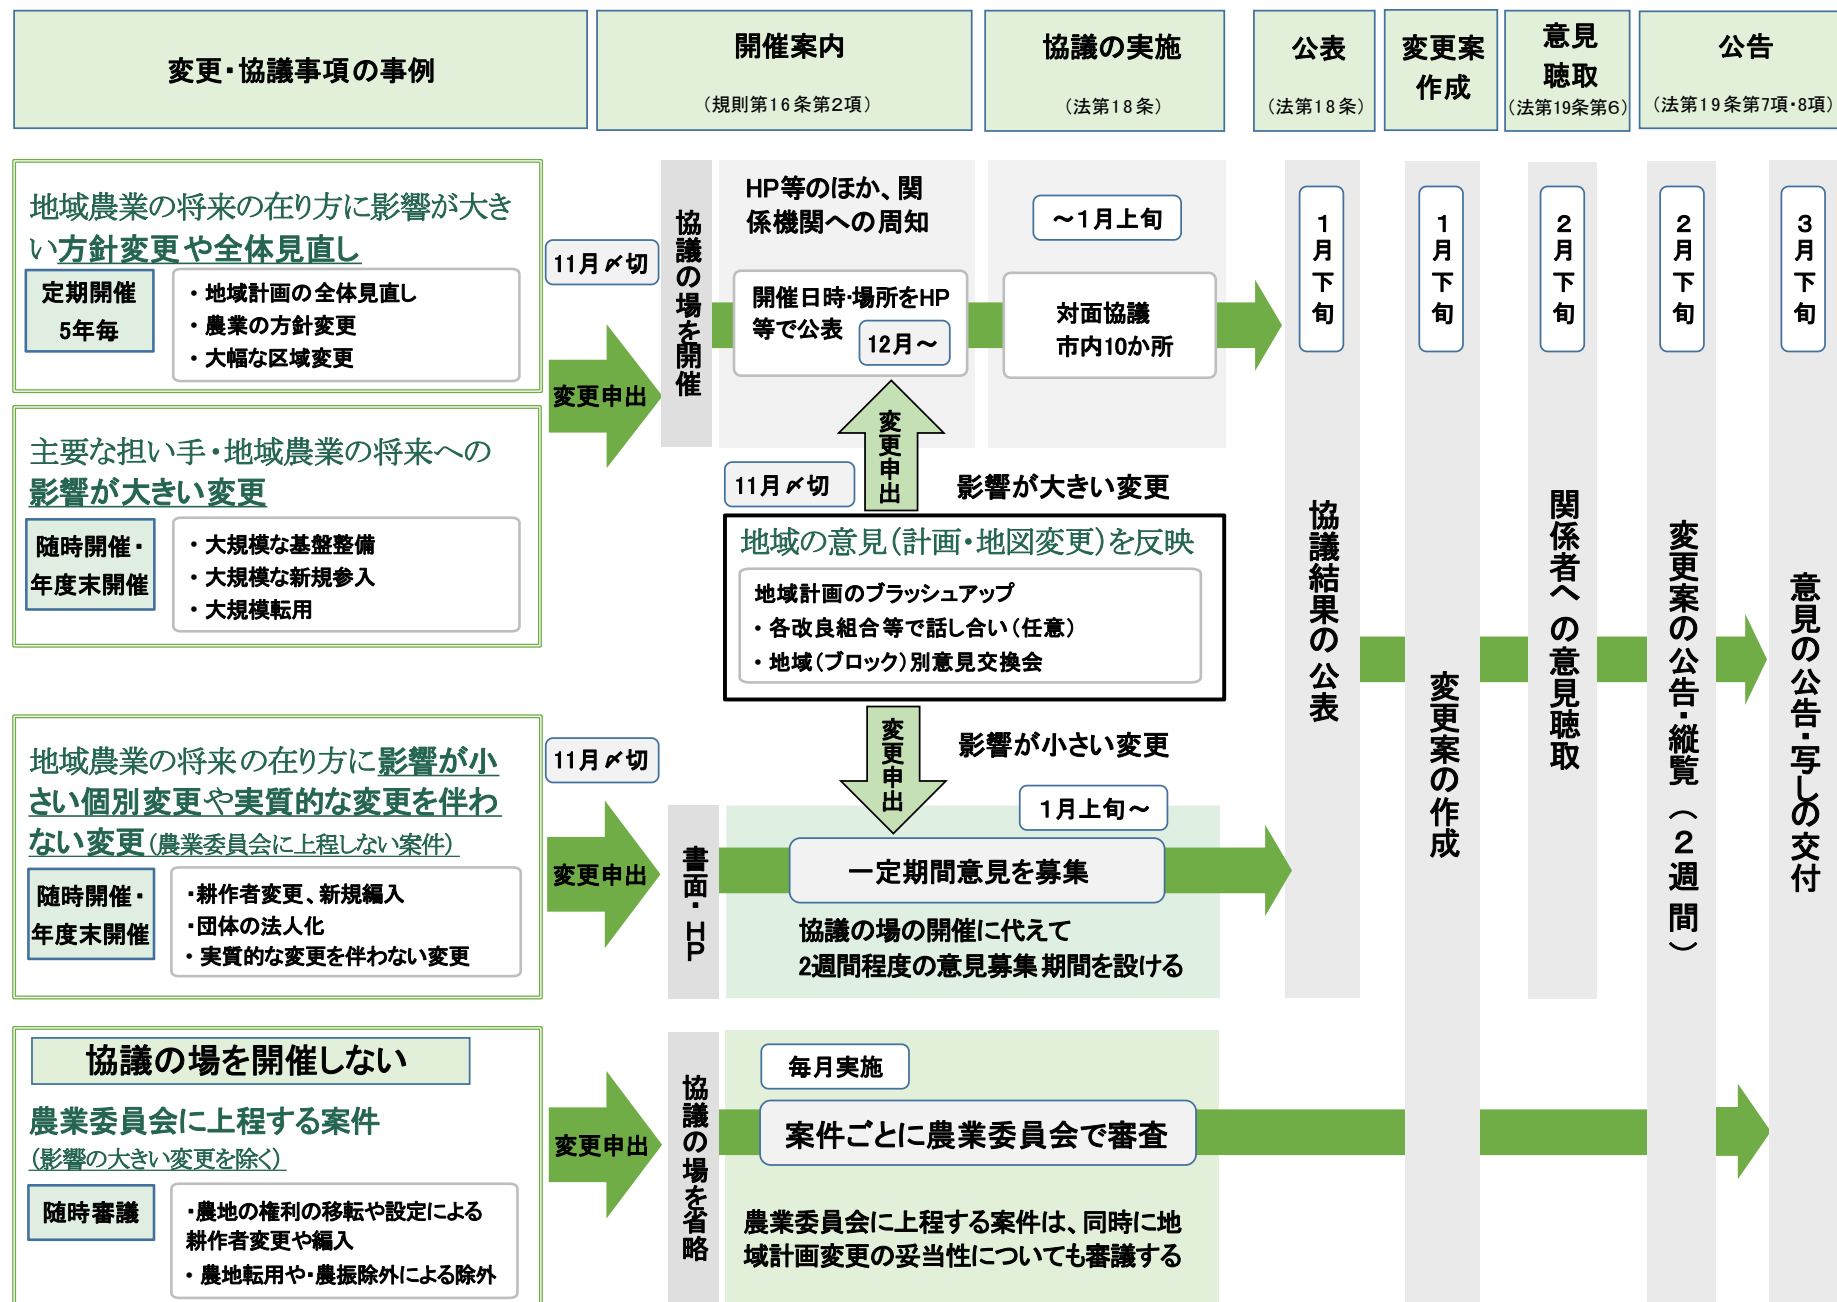 変更・協議事項の事例
開催案内
（規則第16条第2項）
協議の実施
（法第18条）
公表
（法第18条）
変更案
作成
意見
聴取
（法第19条第6）
公告
（法第19条第7項・8項）
地域農業の将来の在り方に影響が大き
い方針変更や全体見直し
定期開催
5年毎
・地域計画の全体見直し
・農業の方針変更
・大幅な区域変更
主要な担い手・地域農業の将来への
影響が大きい変更
随時開催・
年度末開催
・大規模な基盤整備
・大規模な新規参入
・大規模転用
11月〆切
変更申出
協議の場を開催
HP等のほか、関
係機関への周知
開催日時・場所をHP
等で公表
12月～
～1月上旬
対面協議
市内10か所
変更申出
11月〆切
影響が大きい変更
地域の意見（計画・地図変更）を反映
地域計画のブラッシュアップ
・各改良組合等で話し合い（任意）
・地域（ブロック）別意見交換会
変更申出
影響が小さい変更
地域農業の将来の在り方に影響が小
さい個別変更や実質的な変更を伴わ
ない変更（農業委員会に上程しない案件）
随時開催・
年度末開催
・耕作者変更、新規編入
・団体の法人化
・実質的な変更を伴わない変更
11月〆切
変更申出
書面・HP
1月上旬～
一定期間意見を募集
協議の場の開催に代えて
2週間程度の意見募集期間を設ける
協議の場を開催しない
農業委員会に上程する案件
（影響の大きい変更を除く）
随時審議
・農地の権利の移転や設定による
耕作者変更や編入
・農地転用や・農振除外による除外
変更申出
協議の場を省略
毎月実施
案件ごとに農業委員会で審査
農業委員会に上程する案件は、同時に地
域計画変更の妥当性についても審議する
1月下旬
協議結果の公表
1月下旬
変更案の作成
2月下旬
関係者への意見聴取
2月下旬
変更案の公告・縦覧（2週間）
3月下旬
意見の公告・写しの交付